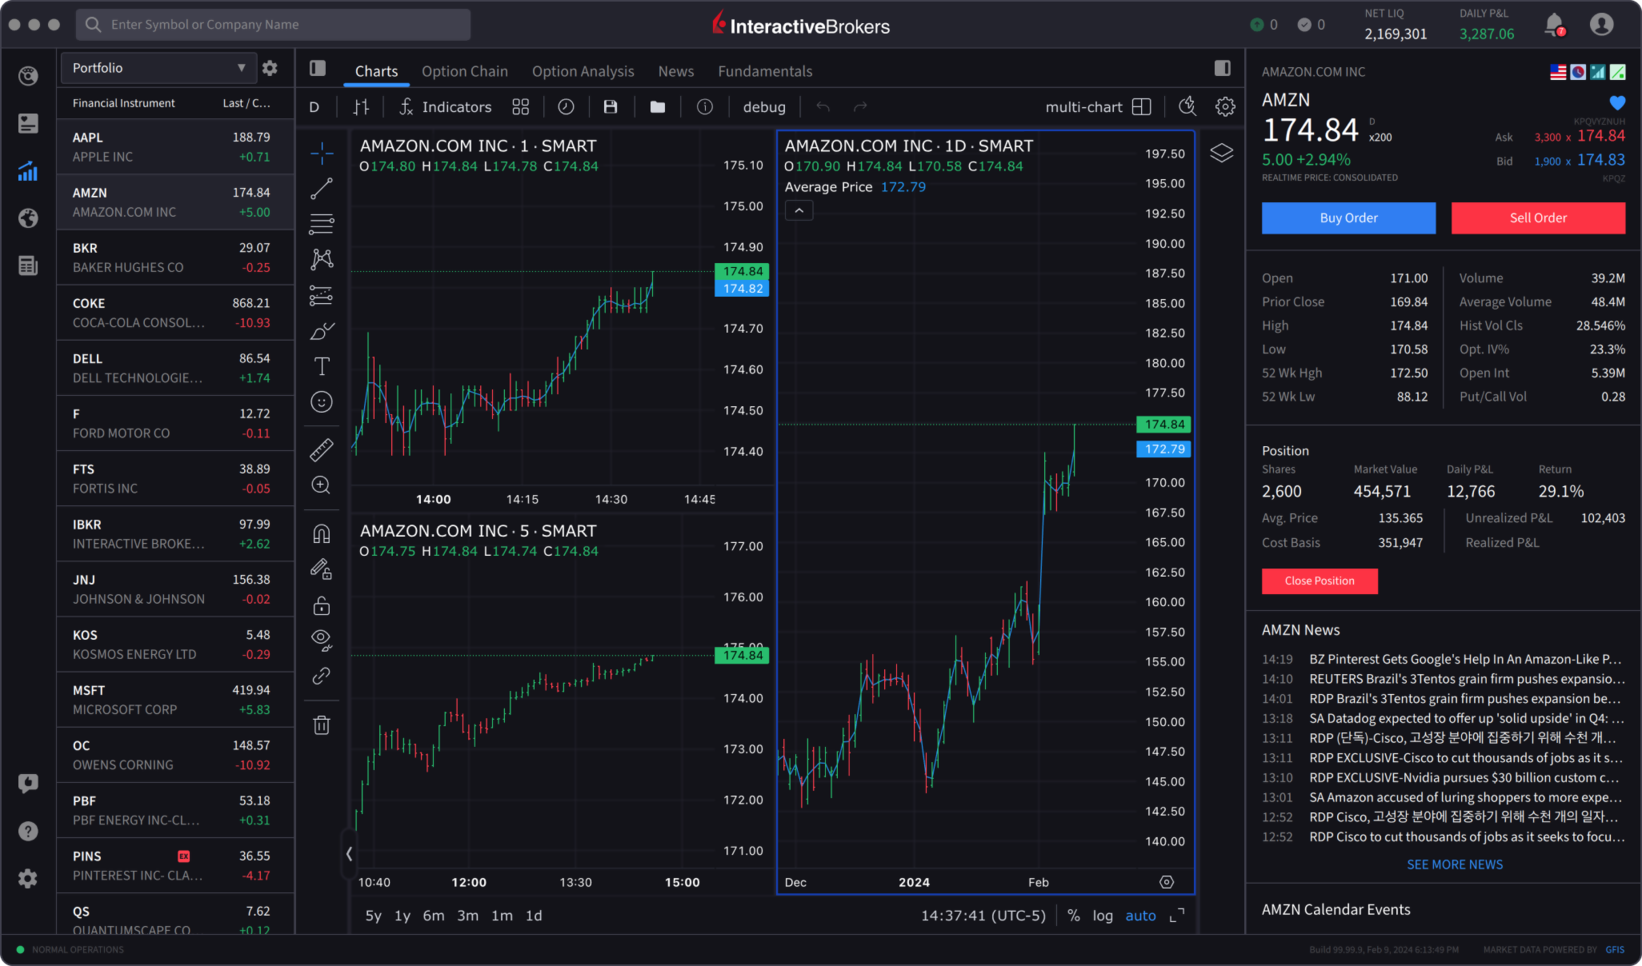 Enter Symbol or Company Name
InteractiveBrokers
0
0
NET LIQ
2,169,301
DAILY P&L
3,287.06
7
Portfolio
Financial Instrument Last / C...
AAPL 188.79
APPLE INC +0.71
AMZN 174.84
AMAZON.COM INC +5.00
BKR 29.07
BAKER HUGHES CO -0.25
COKE 868.21
COCA-COLA CONSOL... -10.93
DELL 86.54
DELL TECHNOLOGIE... +1.74
F 12.72
FORD MOTOR CO -0.11
FTS 38.89
FORTIS INC -0.05
IBKR 97.99
INTERACTIVE BROKE... +2.62
JNJ 156.38
JOHNSON & JOHNSON -0.02
KOS 5.48
KOSMOS ENERGY LTD -0.29
MSFT 419.94
MICROSOFT CORP +5.83
OC 148.57
OWENS CORNING -10.92
PBF 53.18
PBF ENERGY INC-CL... +0.31
PINS EX 36.55
PINTEREST INC- CLA... -4.17
QS 7.62
QUANTUMSCAPE CO +0.12
Charts Option Chain Option Analysis News Fundamentals
D Indicators debug multi-chart
AMAZON.COM INC · 1 · SMART
O174.80 H174.84 L174.78 C174.84
175.10
175.00
174.90
174.84
174.82
174.70
174.60
174.50
174.40
14:00 14:15 14:30 14:45
AMAZON.COM INC · 5 · SMART
O174.75 H174.84 L174.74 C174.84
177.00
176.00
175.00
174.84
174.00
173.00
172.00
171.00
10:40 12:00 13:30 15:00
AMAZON.COM INC · 1D · SMART
O170.90 H174.84 L170.58 C174.84
Average Price 172.79
197.50
195.00
192.50
190.00
187.50
185.00
182.50
180.00
177.50
174.84
172.79
170.00
167.50
165.00
162.50
160.00
157.50
155.00
152.50
150.00
147.50
145.00
142.50
140.00
Dec 2024 Feb
5y 1y 6m 3m 1m 1d
14:37:41 (UTC-5) % log auto
AMAZON.COM INC
AMZN
174.84 D x200
5.00 +2.94%
REALTIME PRICE: CONSOLIDATED
KPQVYZNUH
Ask 3,300 x 174.84
Bid 1,900 x 174.83
KPQZ
Buy Order Sell Order
Open 171.00 Volume 39.2M
Prior Close 169.84 Average Volume 48.4M
High 174.84 Hist Vol Cls 28.546%
Low 170.58 Opt. IV% 23.3%
52 Wk Hgh 172.50 Open Int 5.39M
52 Wk Lw 88.12 Put/Call Vol 0.28
Position
Shares Market Value Daily P&L Return
2,600 454,571 12,766 29.1%
Avg. Price 135.365 Unrealized P&L 102,403
Cost Basis 351,947 Realized P&L
Close Position
AMZN News
14:19 BZ Pinterest Gets Google's Help In An Amazon-Like P...
14:10 REUTERS Brazil's 3Tentos grain firm pushes expansio...
14:01 RDP Brazil's 3Tentos grain firm pushes expansion be...
13:18 SA Datadog expected to offer up 'solid upside' in Q4: ...
13:11 RDP (단독)-Cisco, 고성장 분야에 집중하기 위해 수천 개...
13:11 RDP EXCLUSIVE-Cisco to cut thousands of jobs as it s...
13:10 RDP EXCLUSIVE-Nvidia pursues $30 billion custom c...
13:01 SA Amazon accused of luring shoppers to more expe...
12:52 RDP Cisco, 고성장 분야에 집중하기 위해 수천 개의 일자...
12:52 RDP Cisco to cut thousands of jobs as it seeks to focu...
SEE MORE NEWS
AMZN Calendar Events
NORMAL OPERATIONS
Build 99.99.9, Feb 9, 2024 6:13:49 PM MARKET DATA POWERED BY GFIS